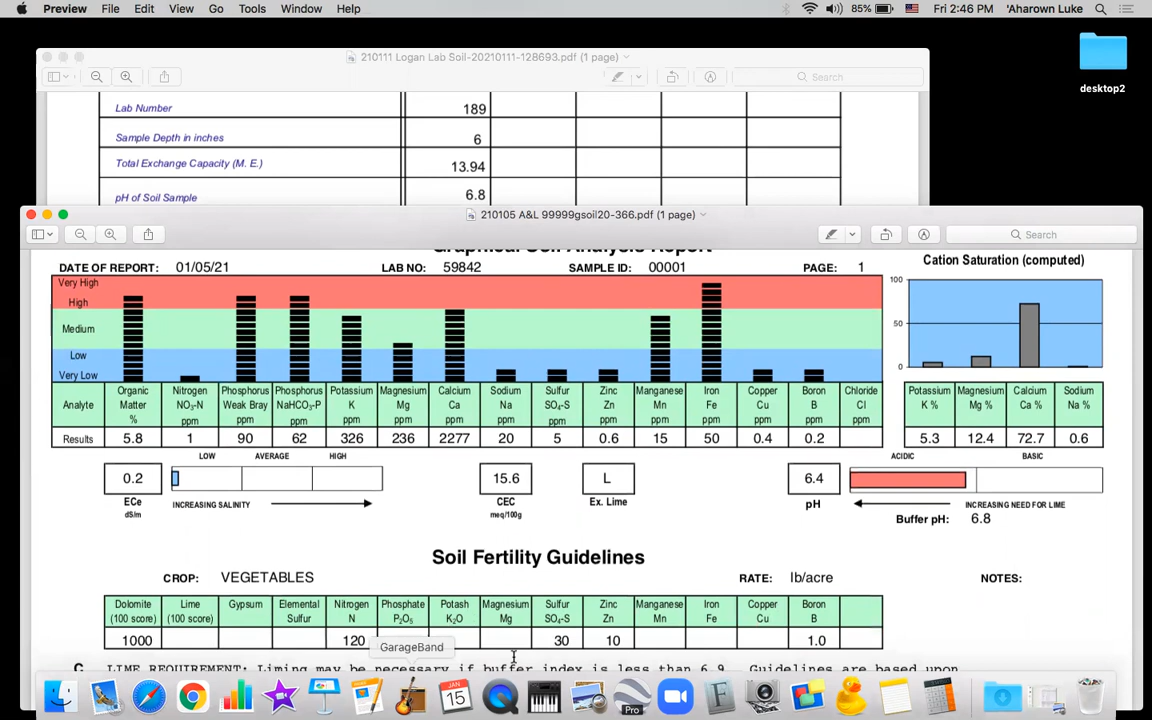 Preview File Edit View Go Tools Window Help 85% Fri 2:46 PM 'Aharown Luke
desktop2
210111 Logan Lab Soil-20210111-128693.pdf (1 page)
Search
Lab Number 189
Sample Depth in inches 6
Total Exchange Capacity (M. E.) 13.94
pH of Soil Sample 6.8
210105 A&L 99999gsoil20-366.pdf (1 page)
Search
Graphical Soil Analysis Report
DATE OF REPORT: 01/05/21 LAB NO: 59842 SAMPLE ID: 00001 PAGE: 1
Cation Saturation (computed)
Very High
High
Medium
Low
Very Low
100
50
0
Analyte Organic Matter % Nitrogen NO3-N ppm Phosphorus Weak Bray ppm Phosphorus NaHCO3-P ppm Potassium K ppm Magnesium Mg ppm Calcium Ca ppm Sodium Na ppm Sulfur SO4-S ppm Zinc Zn ppm Manganese Mn ppm Iron Fe ppm Copper Cu ppm Boron B ppm Chloride Cl ppm Potassium K % Magnesium Mg % Calcium Ca % Sodium Na %
Results 5.8 1 90 62 326 236 2277 20 5 0.6 15 50 0.4 0.2 5.3 12.4 72.7 0.6
LOW AVERAGE HIGH ACIDIC BASIC
0.2 15.6 L 6.4
ECe dS/m INCREASING SALINITY CEC meq/100g Ex. Lime pH INCREASING NEED FOR LIME
Buffer pH: 6.8
Soil Fertility Guidelines
CROP: VEGETABLES RATE: lb/acre NOTES:
Dolomite (100 score) Lime (100 score) Gypsum Elemental Sulfur Nitrogen N Phosphate P2O5 Potash K2O Magnesium Mg Sulfur SO4-S Zinc Zn Manganese Mn Iron Fe Copper Cu Boron B
1000 120 30 10 1.0
GarageBand
C LIME REQUIREMENT: Liming may be necessary if buffer index is less than 6.9. Guidelines are based upon
JAN 15
Pro